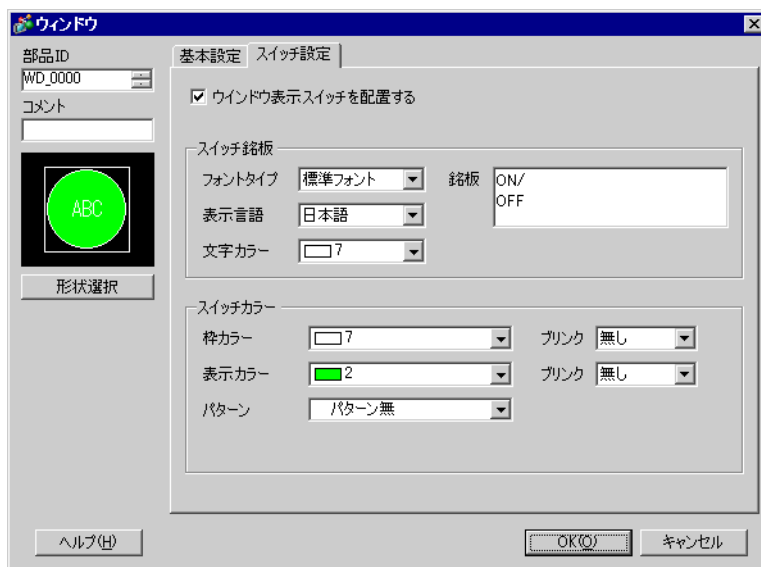 ウィンドウ
部品ID
WD_0000
コメント
ABC
形状選択
基本設定 スイッチ設定
ウインドウ表示スイッチを配置する
スイッチ銘板
フォントタイプ 標準フォント 銘板 ON/
OFF
表示言語 日本語
文字カラー 7
スイッチカラー
枠カラー 7 ブリンク 無し
表示カラー 2 ブリンク 無し
パターン パターン無
ヘルプ(H) OK(O) キャンセル